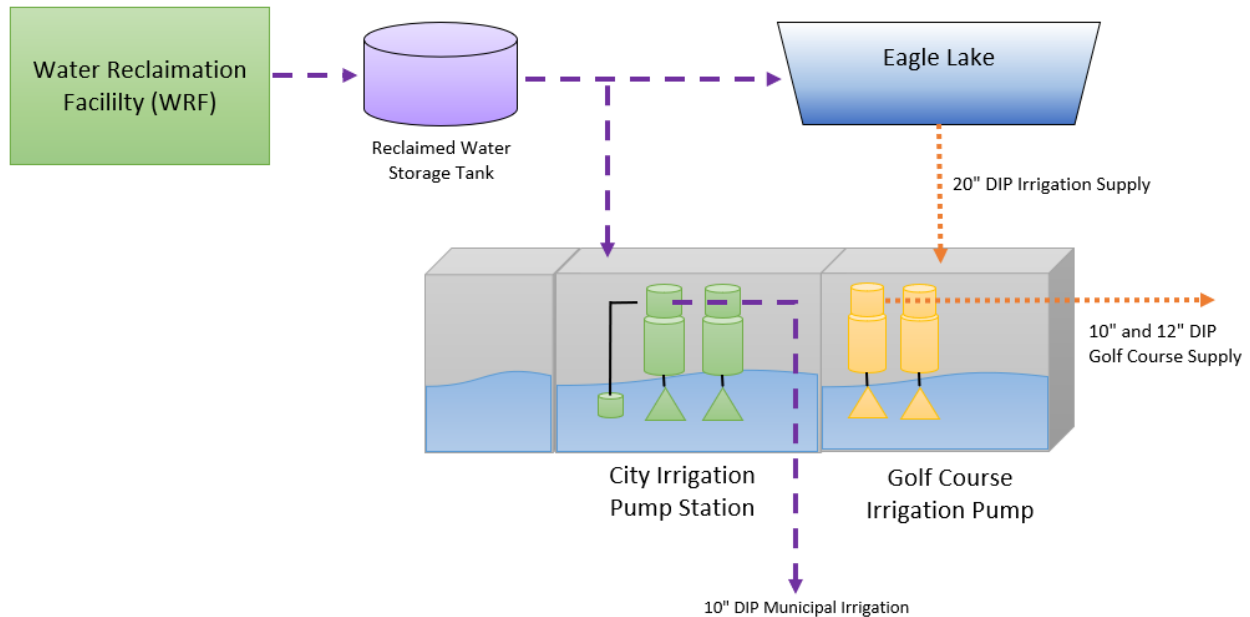 Water Reclaimation
Facililty (WRF)
Reclaimed Water
Storage Tank
Eagle Lake
20" DIP Irrigation Supply
10" and 12" DIP
Golf Course Supply
City Irrigation
Pump Station
Golf Course
Irrigation Pump
10" DIP Municipal Irrigation